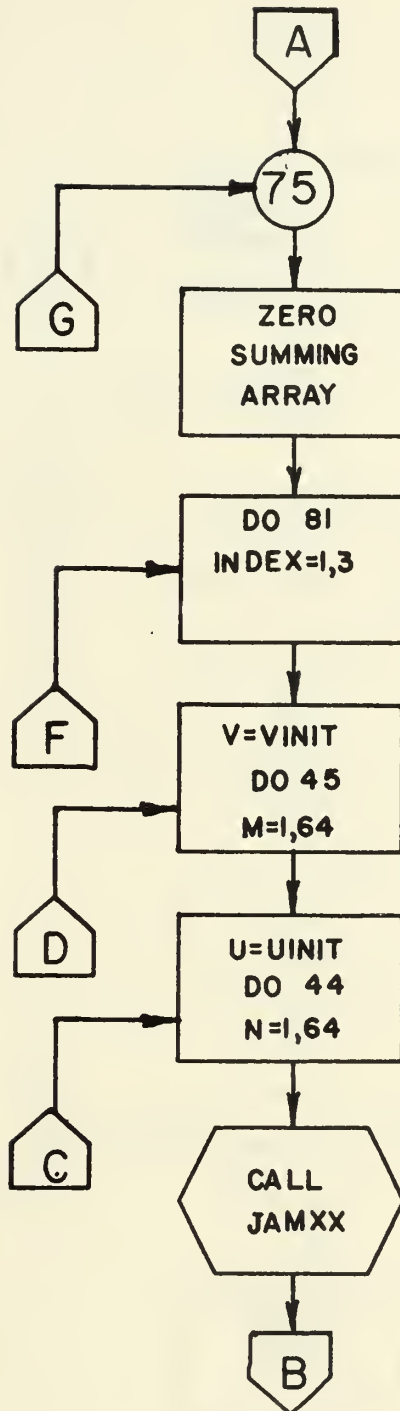 A
75
G
ZERO
SUMMING
ARRAY
DO 81
INDEX=1,3
F
V=VINIT
DO 45
M=1,64
D
U=UINIT
DO 44
N=1,64
C
CALL
JAMXX
B